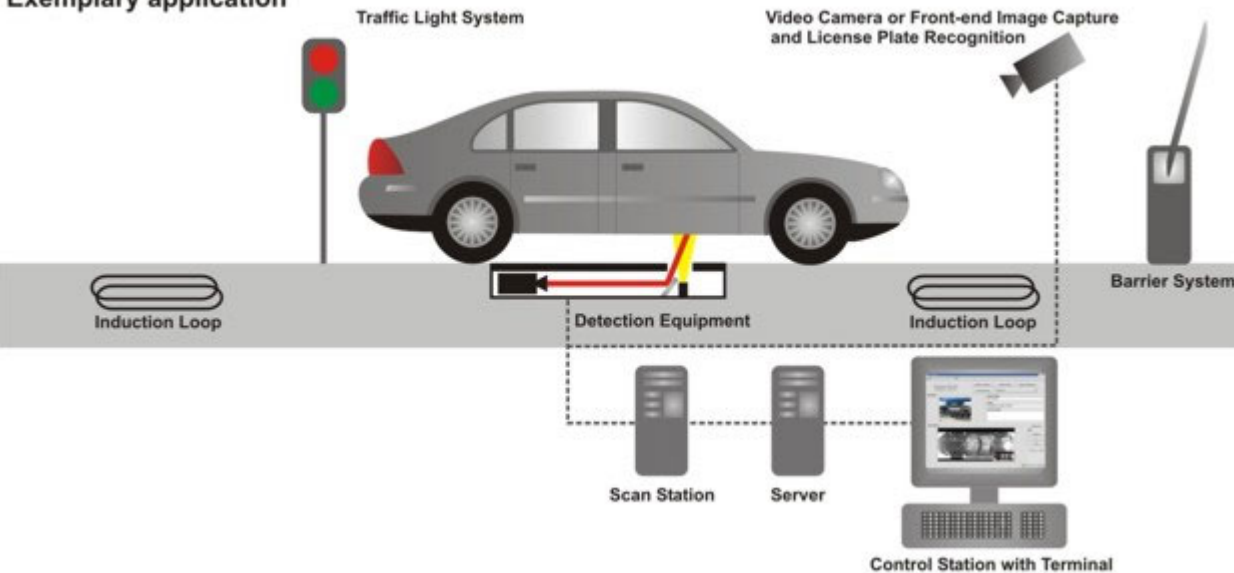 Exemplary application
Traffic Light System
Video Camera or Front-end Image Capture
and License Plate Recognition
Barrier System
Induction Loop
Detection Equipment
Induction Loop
Scan Station
Server
Control Station with Terminal